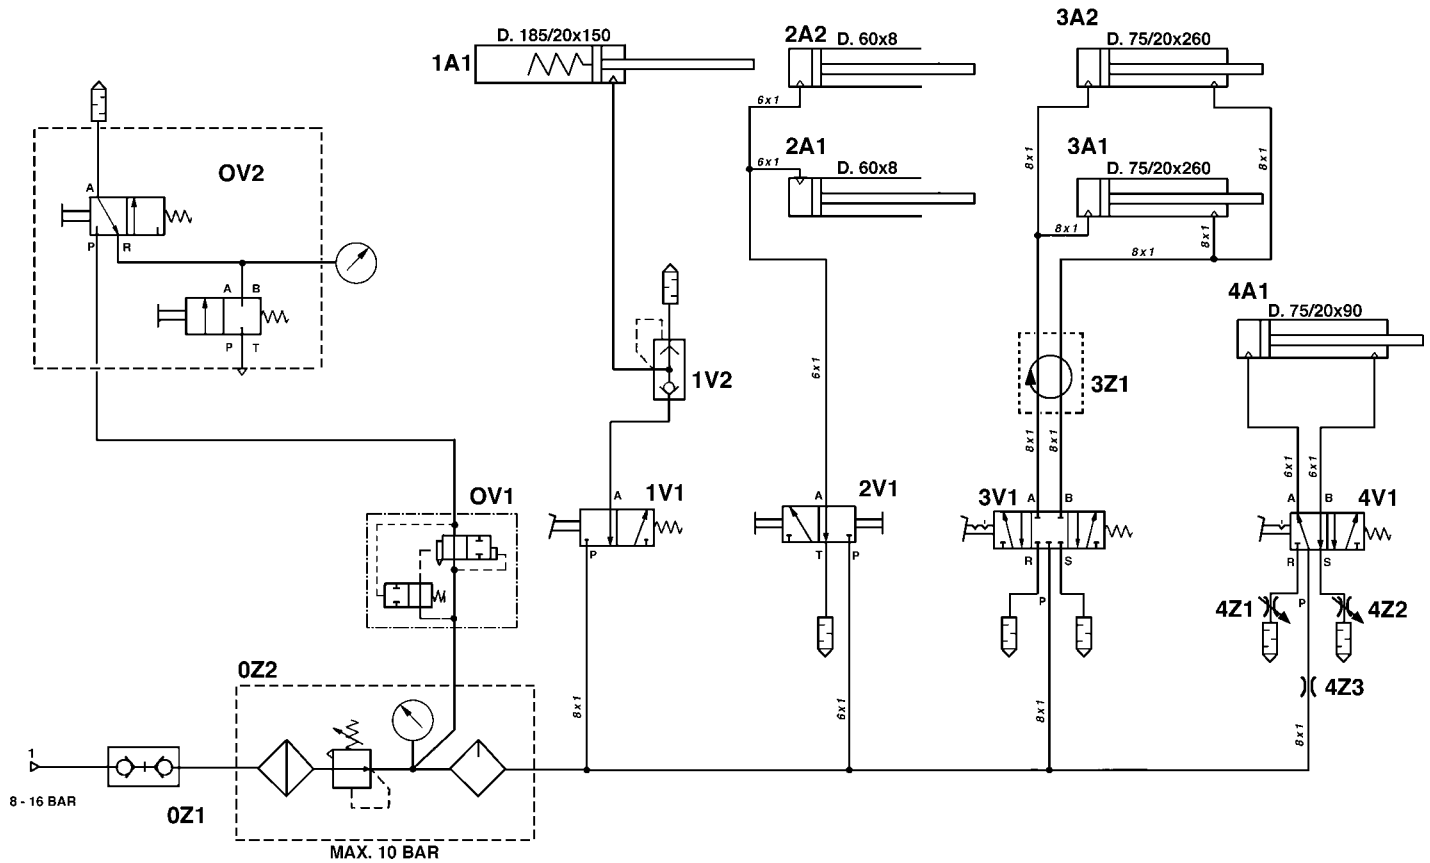 3A2
D. 185/20x150
2A2
D. 60x8
D. 75/20x260
1A1
6x1
OV2
2A1
6x1
D. 60x8
8x1
3A1
8x1
D. 75/20x260
A
8x1
8x1
P
R
8x1
4A1
D. 75/20x90
A
B
P
T
1V2
6x1
3Z1
8x1
8x1
6x1
6x1
OV1
A
1V1
A
2V1
3V1
A
B
A
B
4V1
P
T
P
R
S
R
S
P
P
4Z1
4Z2
0Z2
4Z3
8x1
6x1
8x1
8x1
1
8 - 16 BAR
0Z1
MAX. 10 BAR